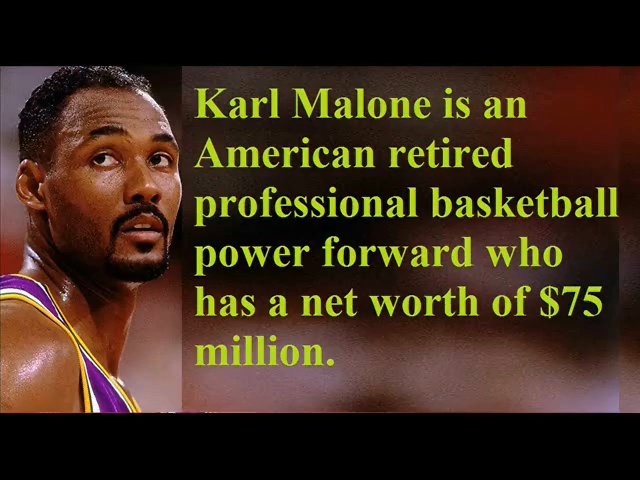 Karl Malone is an
American retired
professional basketball
power forward who
has a net worth of $75
million.